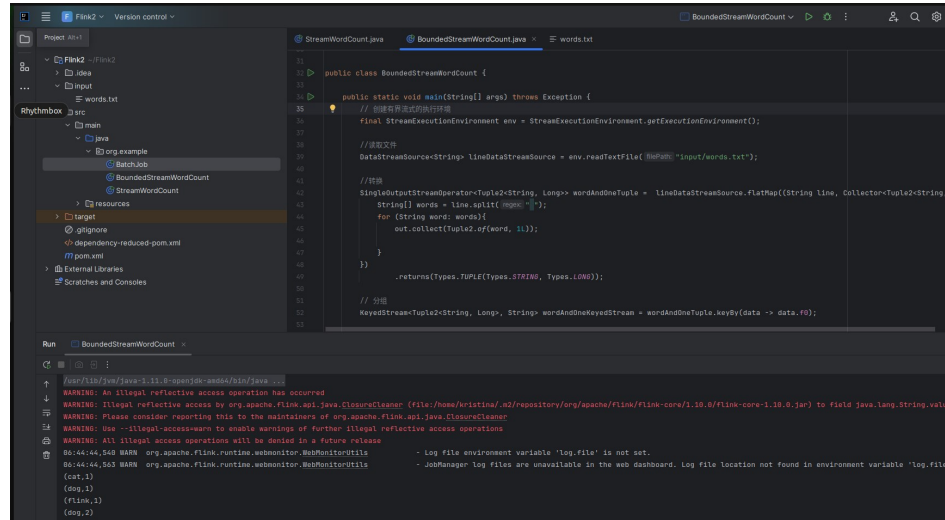 Flink2
Version control
BoundedStreamWordCount
Project Alt+1
StreamWordCount.java
BoundedStreamWordCount.java
words.txt
Flink2 ~/Flink2
.idea
input
words.txt
Rhythmbox
src
main
java
org.example
BatchJob
BoundedStreamWordCount
StreamWordCount
resources
target
.gitignore
dependency-reduced-pom.xml
pom.xml
External Libraries
Scratches and Consoles
31
32 public class BoundedStreamWordCount {
33
34 public static void main(String[] args) throws Exception {
35 // 创建有界流式的执行环境
36 final StreamExecutionEnvironment env = StreamExecutionEnvironment.getExecutionEnvironment();
37
38 //读取文件
39 DataStreamSource<String> lineDataStreamSource = env.readTextFile( filePath: "input/words.txt");
40
41 //转换
42 SingleOutputStreamOperator<Tuple2<String, Long>> wordAndOneTuple = lineDataStreamSource.flatMap((String line, Collector<Tuple2<String,
43 String[] words = line.split( regex: " ");
44 for (String word: words){
45 out.collect(Tuple2.of(word, 1L));
46
47 }
48 })
49 .returns(Types.TUPLE(Types.STRING, Types.LONG));
50
51 // 分组
52 KeyedStream<Tuple2<String, Long>, String> wordAndOneKeyedStream = wordAndOneTuple.keyBy(data -> data.f0);
53
Run BoundedStreamWordCount
/usr/lib/jvm/java-1.11.0-openjdk-amd64/bin/java ...
WARNING: An illegal reflective access operation has occurred
WARNING: Illegal reflective access by org.apache.flink.api.java.ClosureCleaner (file:/home/kristina/.m2/repository/org/apache/flink/flink-core/1.10.0/flink-core-1.10.0.jar) to field java.lang.String.valu
WARNING: Please consider reporting this to the maintainers of org.apache.flink.api.java.ClosureCleaner
WARNING: Use --illegal-access=warn to enable warnings of further illegal reflective access operations
WARNING: All illegal access operations will be denied in a future release
06:44:44,540 WARN org.apache.flink.runtime.webmonitor.WebMonitorUtils - Log file environment variable 'log.file' is not set.
06:44:44,563 WARN org.apache.flink.runtime.webmonitor.WebMonitorUtils - JobManager log files are unavailable in the web dashboard. Log file location not found in environment variable 'log.file
(cat,1)
(dog,1)
(flink,1)
(dog,2)